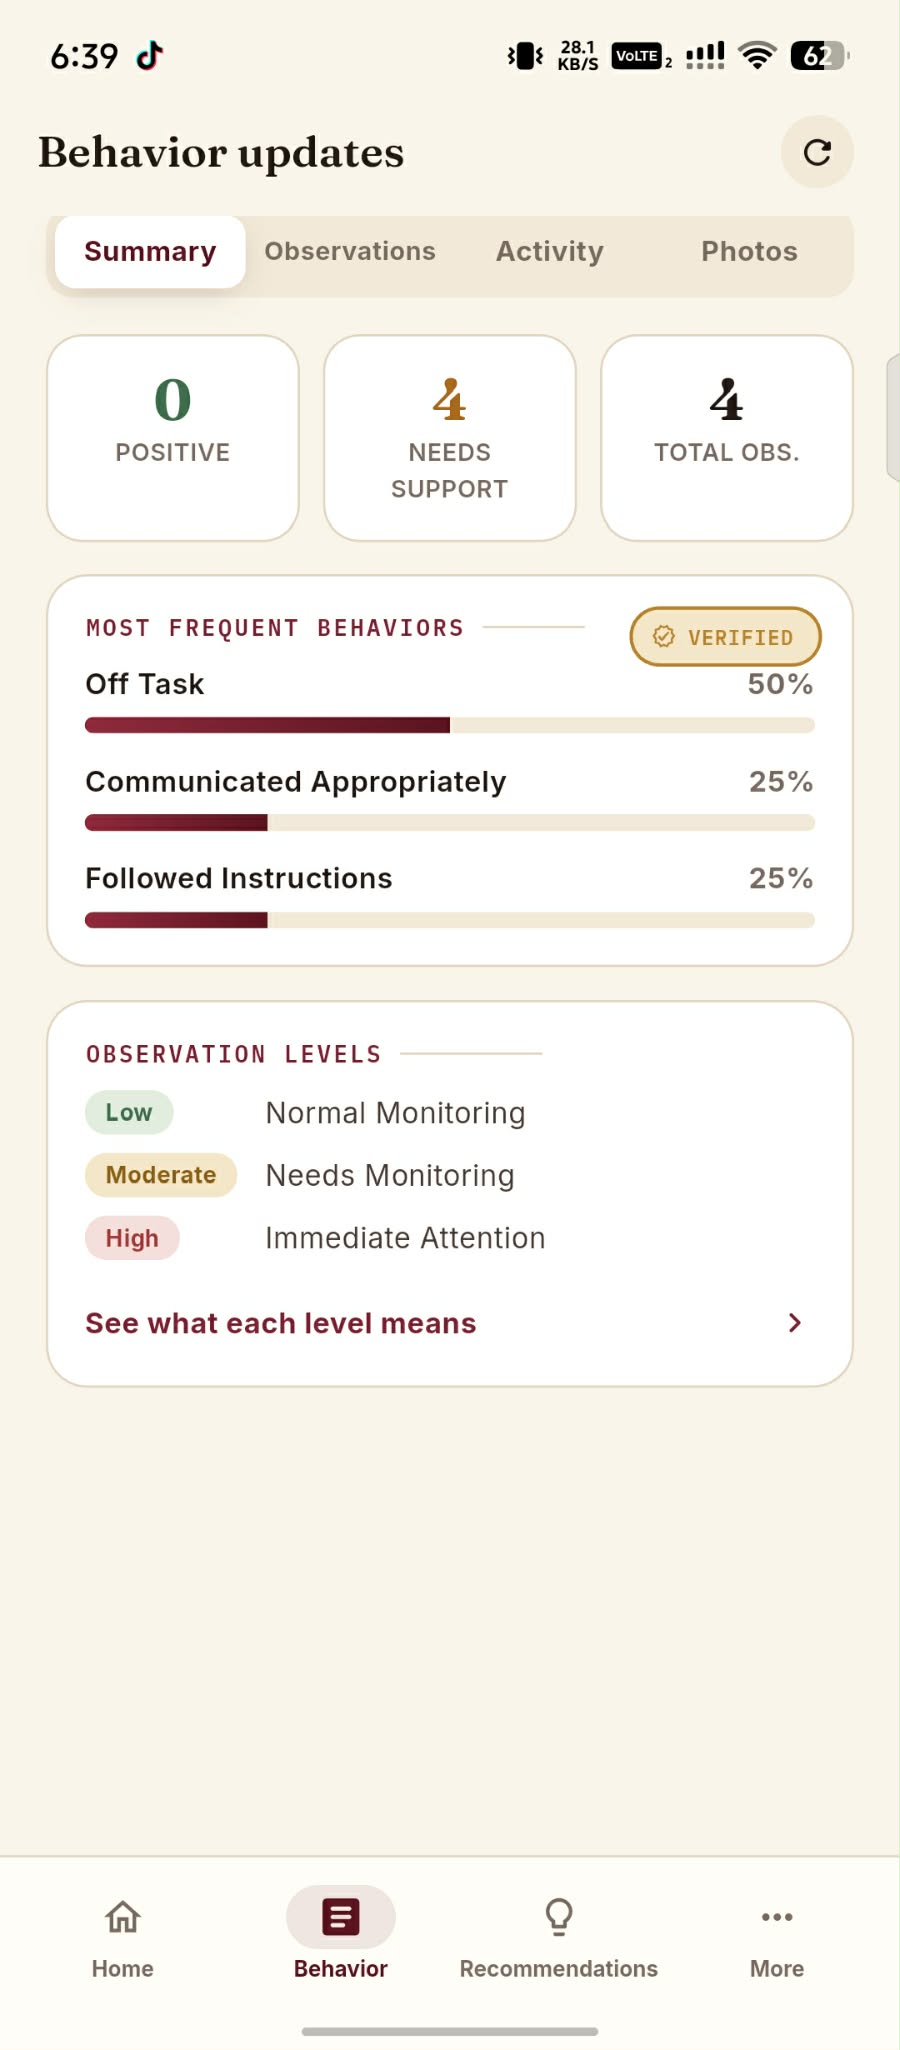 6:39
28.1
KB/S
VoLTE 2
62
Behavior updates
Summary Observations Activity Photos
0
POSITIVE
4
NEEDS
SUPPORT
4
TOTAL OBS.
MOST FREQUENT BEHAVIORS
VERIFIED
Off Task 50%
Communicated Appropriately 25%
Followed Instructions 25%
OBSERVATION LEVELS
Low Normal Monitoring
Moderate Needs Monitoring
High Immediate Attention
See what each level means
Home Behavior Recommendations More